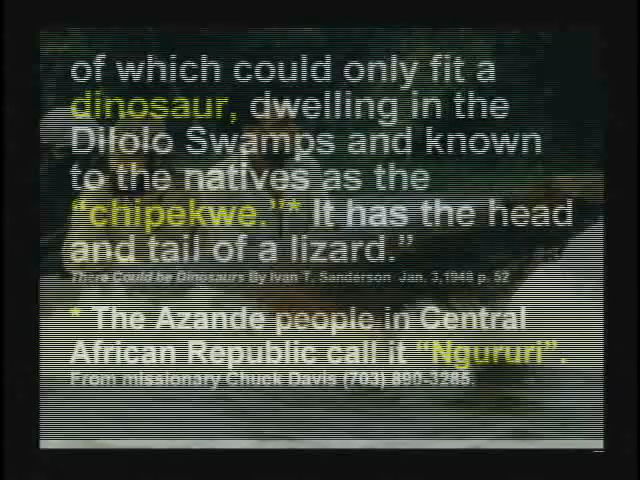 of which could only fit a
dinosaur, dwelling in the
Dilolo Swamps and known
to the natives as the
“chipekwe.”* It has the head
and tail of a lizard.”
There Could be Dinosaurs By Ivan T. Sanderson Jan. 3,1948 p. 52
* The Azande people in Central
African Republic call it “Ngururi”.
From missionary Chuck Davis (703) 890-3285.